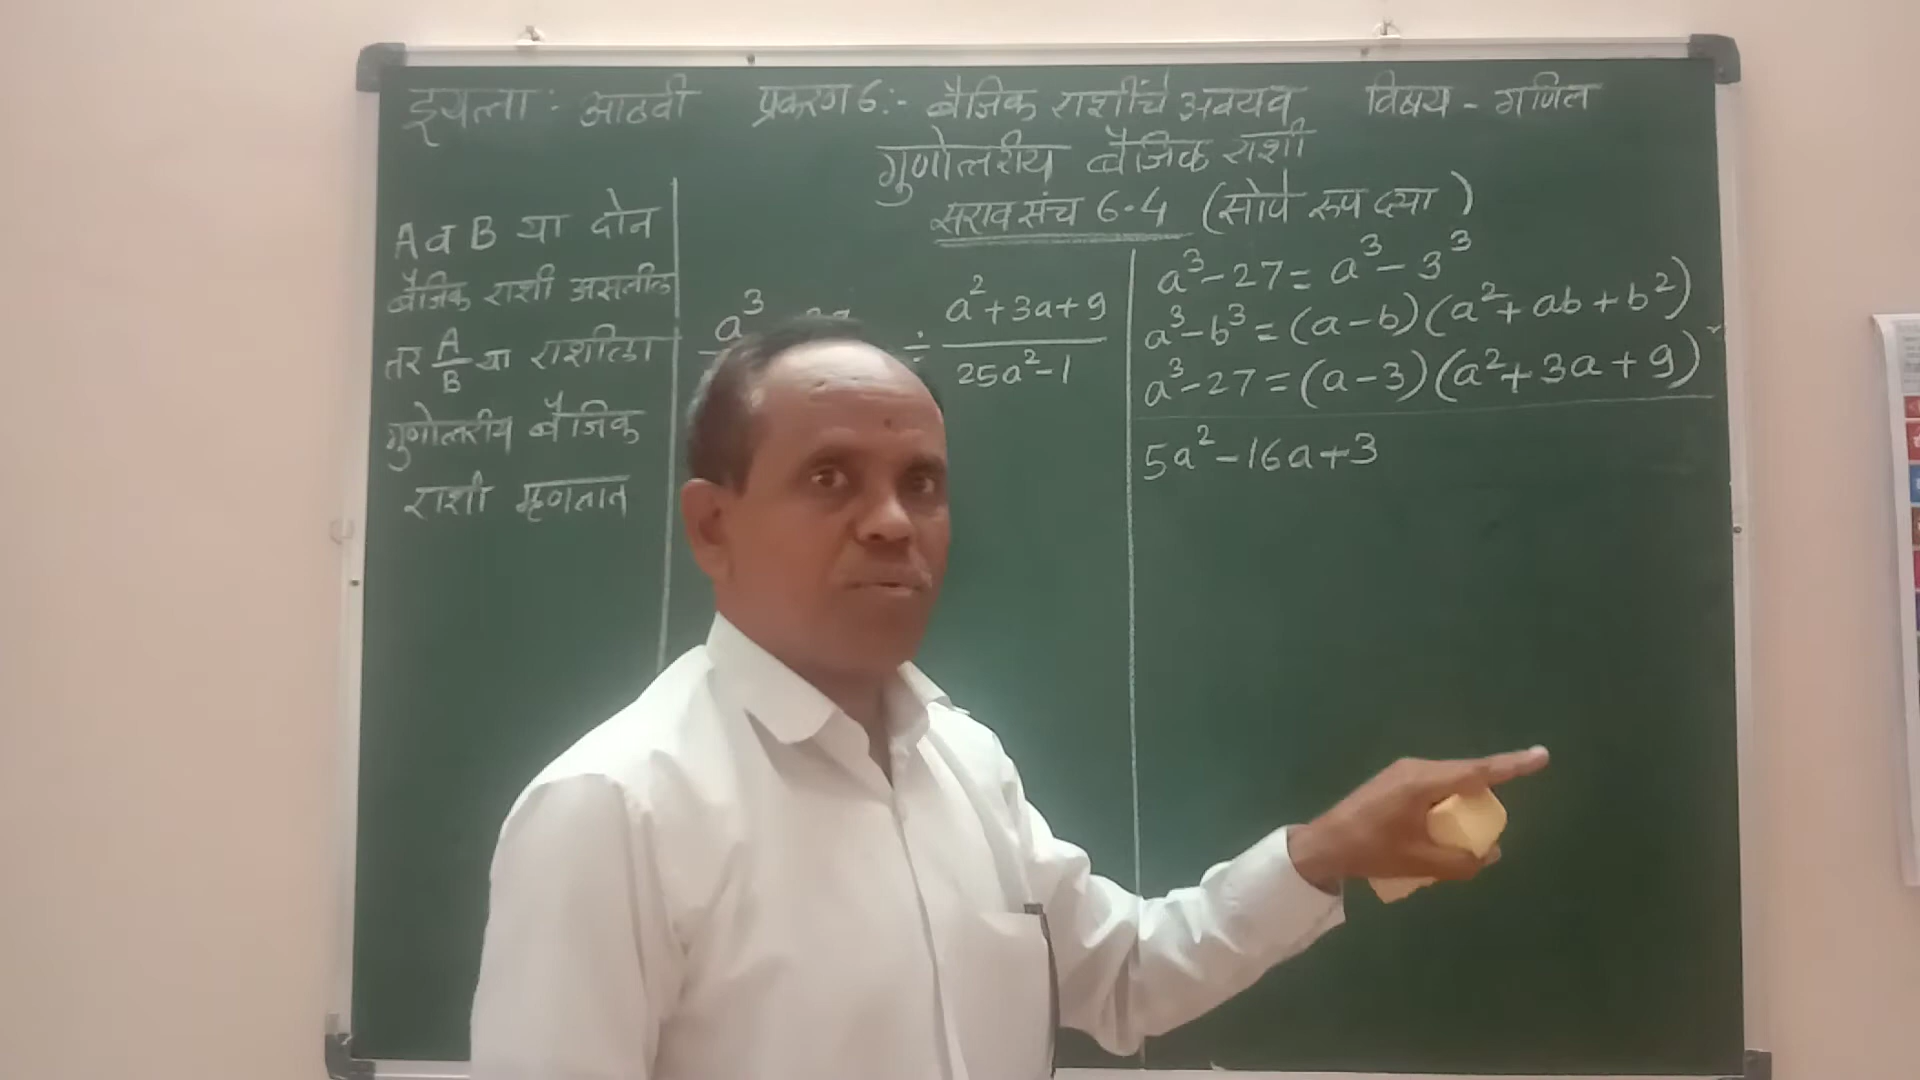 इयत्ता :- आठवी प्रकरण 6 :- बैजिक राशींचे अवयव विषय - गणित
गुणोत्तरीय बैजिक राशी
सरावसंच 6.4 (सोपे रूप द्या)
A व B या दोन
बैजिक राशी असतील
तर A/B या राशीला
गुणोत्तरीय बैजिक
राशी म्हणतात
a³
÷ (a²+3a+9)/(25a²-1)
a³-27 = a³-3³
a³-b³ = (a-b)(a²+ab+b²)
a³-27 = (a-3)(a²+3a+9)
5a²-16a+3